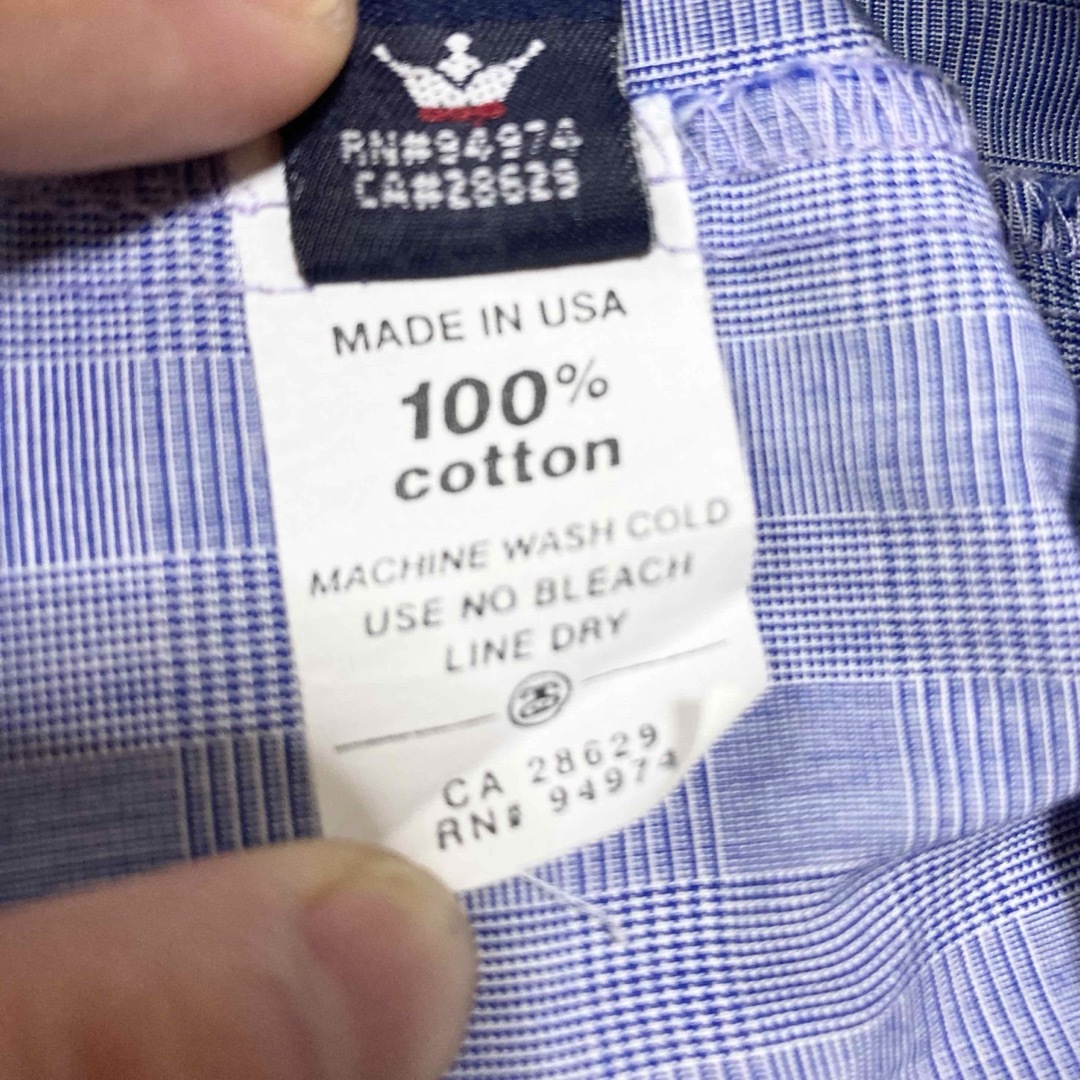 RN#94974
CA#28629
MADE IN USA
100%
cotton
MACHINE WASH COLD
USE NO BLEACH
LINE DRY
CA 28629
RN# 94974